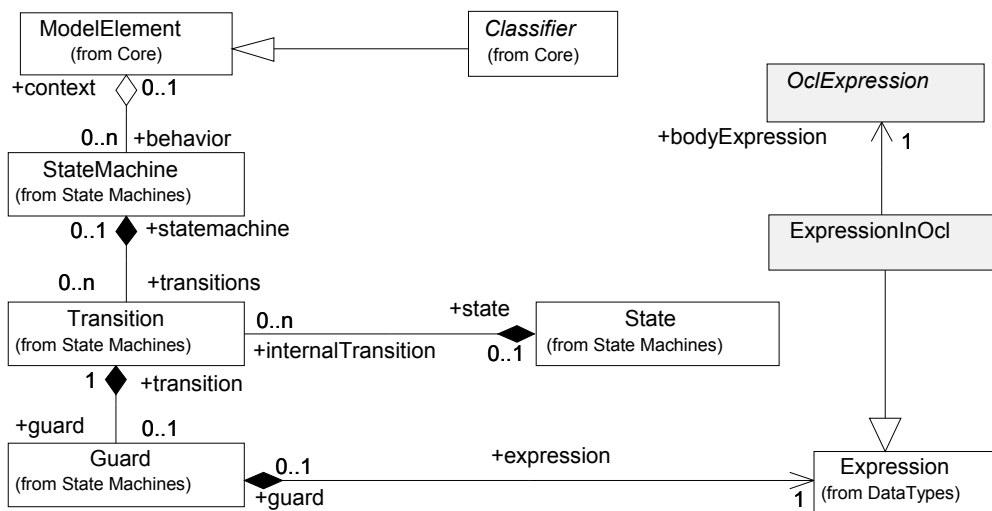 ModelElement
(from Core)
Classifier
(from Core)
+context
0..1
OclExpression
+bodyExpression
1
0..n
+behavior
StateMachine
(from State Machines)
ExpressionInOcl
0..1
+statemachine
0..n
+transitions
Transition
(from State Machines)
0..n
+internalTransition
+state
0..1
State
(from State Machines)
1
+transition
+guard
0..1
Guard
(from State Machines)
0..1
+guard
+expression
1
Expression
(from DataTypes)